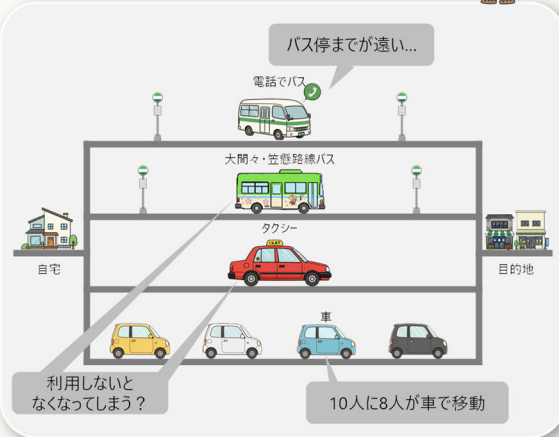 バス停までが遠い...
電話でバス
大間々・笠懸路線バス
タクシー
自宅
目的地
車
利用しないと
なくなってしまう？
10人に8人が車で移動